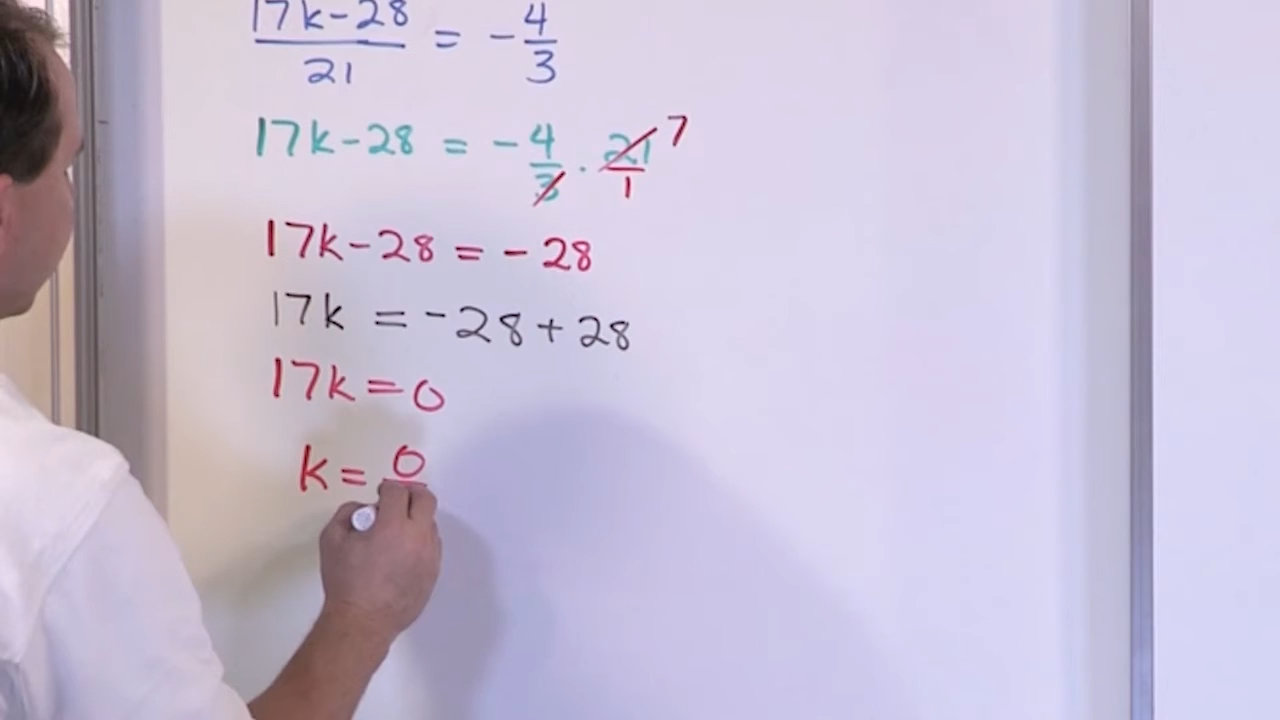 17k-28/21 = -4/3
17k-28 = -4/3 · 21/1 7
17k-28 = -28
17k = -28+28
17k=0
k= 0